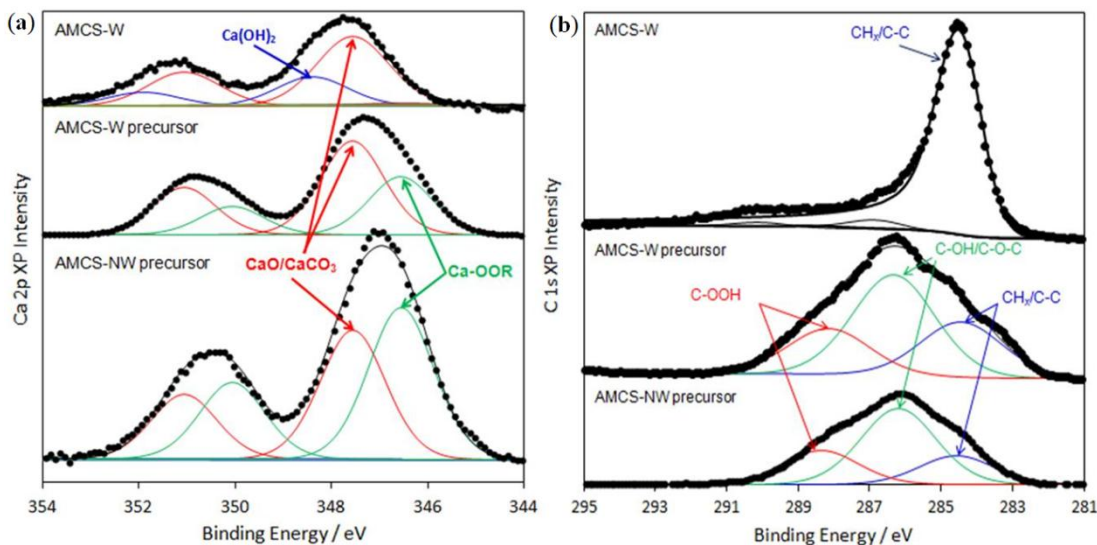 (a)
AMCS-W
Ca(OH)₂
AMCS-W precursor
AMCS-NW precursor
CaO/CaCO₃
Ca-OOR
Ca 2p XP Intensity
354 352 350 348 346 344
Binding Energy / eV
(b)
AMCS-W
CHₓ/C-C
AMCS-W precursor
C-OH/C-O-C
C-OOH
CHₓ/C-C
AMCS-NW precursor
C 1s XP Intensity
295 293 291 289 287 285 283 281
Binding Energy / eV